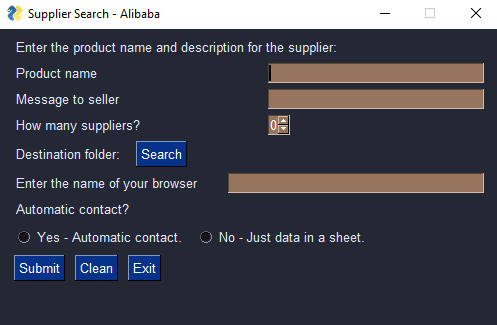 Supplier Search - Alibaba
Enter the product name and description for the supplier:
Product name
Message to seller
How many suppliers? 0
Destination folder: Search
Enter the name of your browser
Automatic contact?
Yes - Automatic contact. No - Just data in a sheet.
Submit Clean Exit